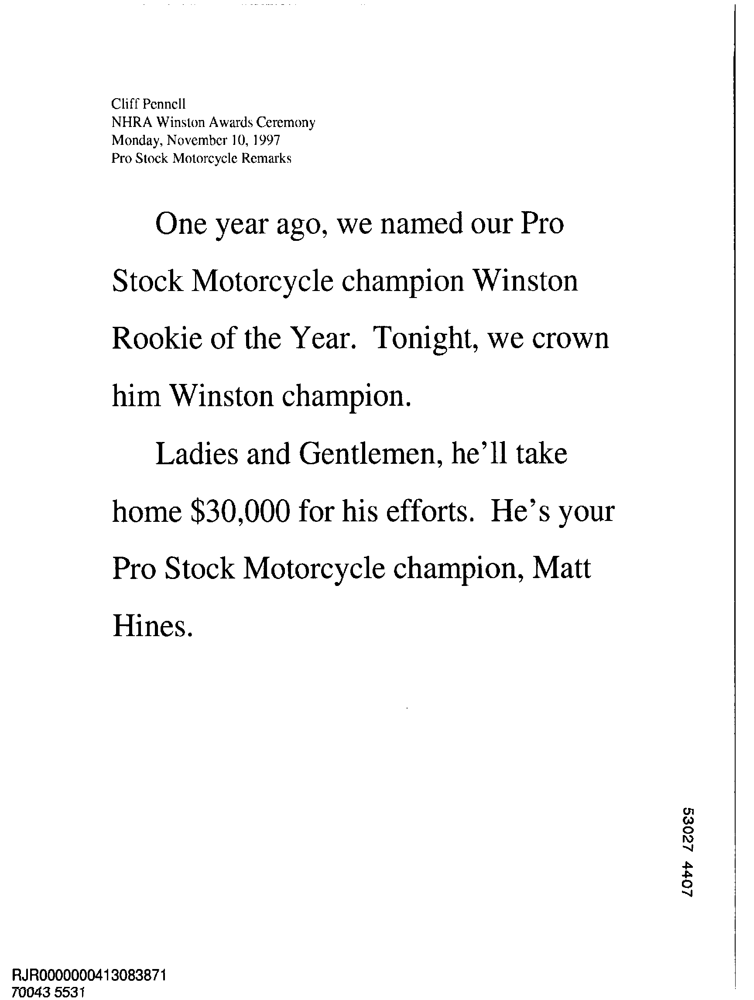 Cliff Pennell
NHRA Winston Awards Ceremony
Monday, November 10, 1997
Pro Stock Motorcycle Remarks
One year ago, we named our Pro
Stock Motorcycle champion Winston
Rookie of the Year. Tonight, we crown
him Winston champion.
Ladies and Gentlemen, he'll take
home $30,000 for his efforts. He's your
Pro Stock Motorcycle champion, Matt
Hines.
53027 4407
RJR0000000413083871
70043 5531